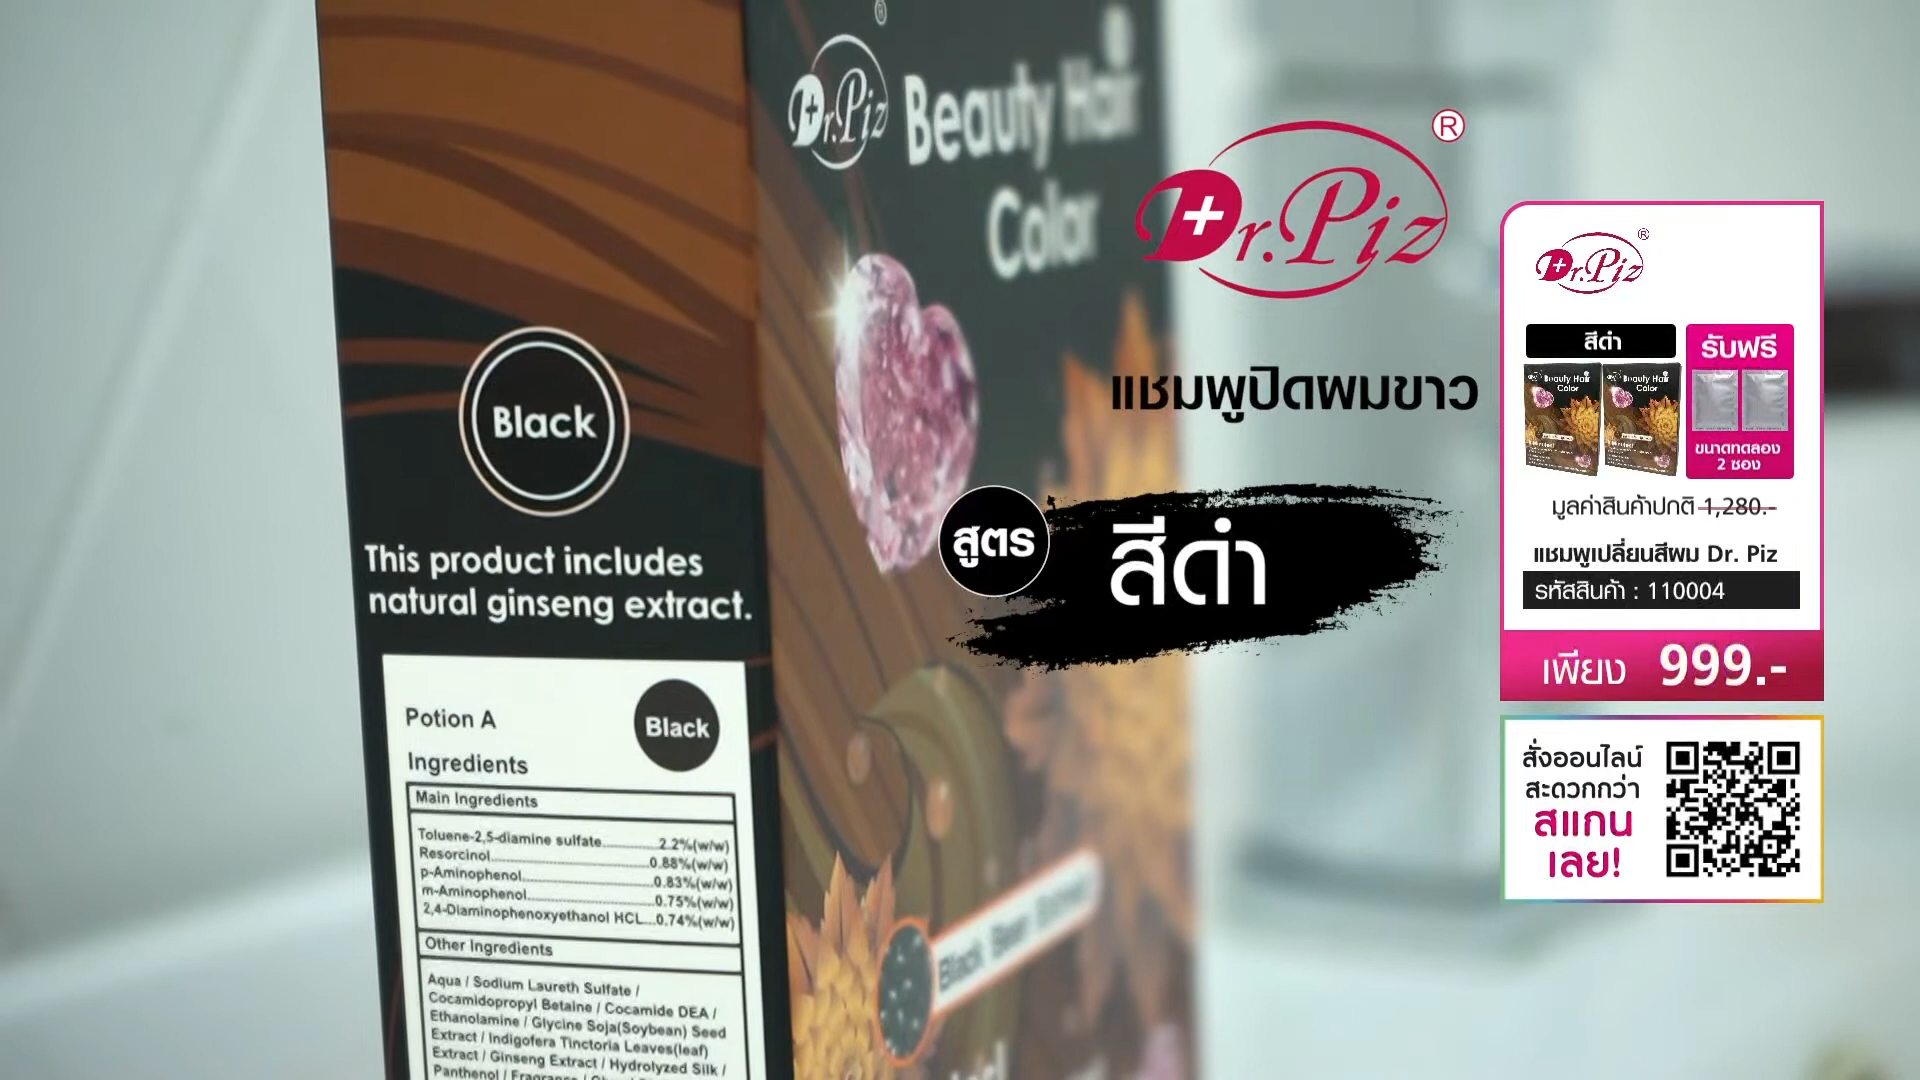 Dr.Piz
®
Beauty Hair
Color
Black
This product includes
natural ginseng extract.
Potion A
Black
Ingredients
Main Ingredients
Toluene-2,5-diamine sulfate............2.2%(w/w)
Resorcinol.................................0.88%(w/w)
p-Aminophenol...........................0.83%(w/w)
m-Aminophenol..........................0.75%(w/w)
2,4-Diaminophenoxyethanol HCL...0.74%(w/w)
Other Ingredients
Aqua / Sodium Laureth Sulfate /
Cocamidopropyl Betaine / Cocamide DEA /
Ethanolamine / Glycine Soja(Soybean) Seed
Extract / Indigofera Tinctoria Leaves(leaf)
Extract / Ginseng Extract / Hydrolyzed Silk /
Panthenol / Fragrance /
Dr.Piz
®
แชมพูปิดผมขาว
สูตร
สีดำ
Dr.Piz
®
สีดำ
Beauty Hair
Color
Beauty Hair
Color
รับฟรี
ขนาดทดลอง
2 ซอง
มูลค่าสินค้าปกติ 1,280.-
แชมพูเปลี่ยนสีผม Dr. Piz
รหัสสินค้า : 110004
เพียง 999.-
สั่งออนไลน์
สะดวกกว่า
สแกน
เลย!